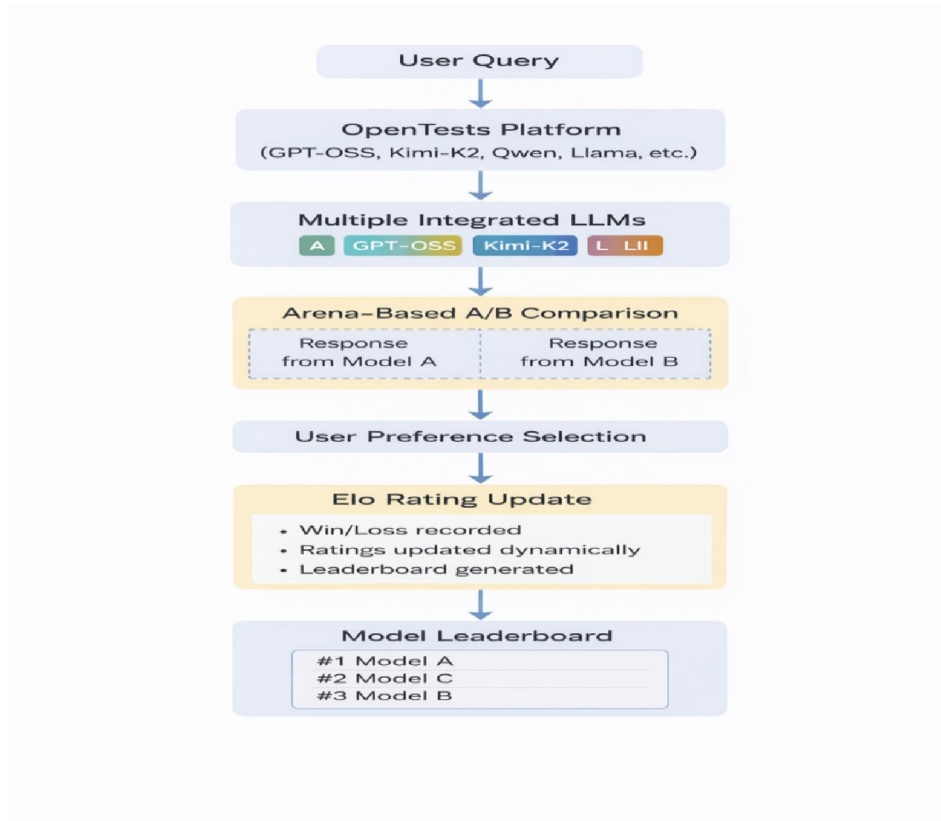 User Query
OpenTests Platform
(GPT-OSS, Kimi-K2, Qwen, Llama, etc.)
Multiple Integrated LLMs
A GPT-OSS Kimi-K2 L LII
Arena-Based A/B Comparison
Response Response
from Model A from Model B
User Preference Selection
Elo Rating Update
• Win/Loss recorded
• Ratings updated dynamically
• Leaderboard generated
Model Leaderboard
#1 Model A
#2 Model C
#3 Model B